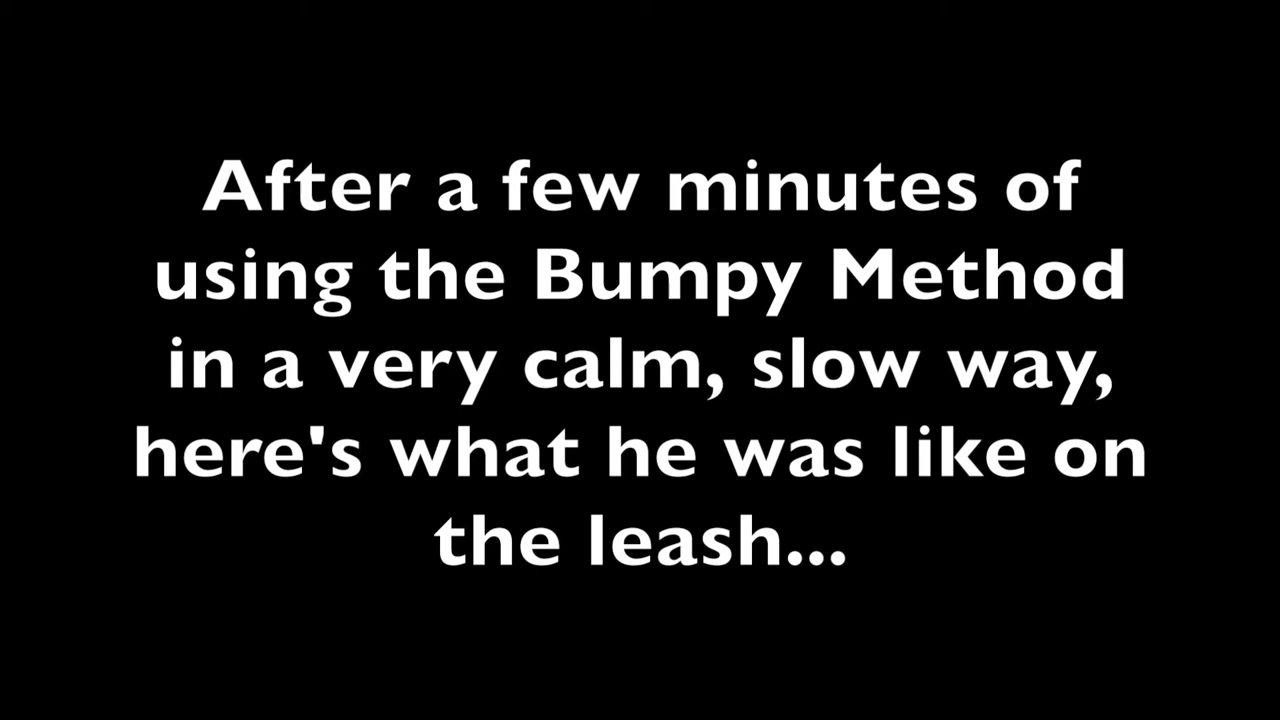 After a few minutes of
using the Bumpy Method
in a very calm, slow way,
here's what he was like on
the leash...